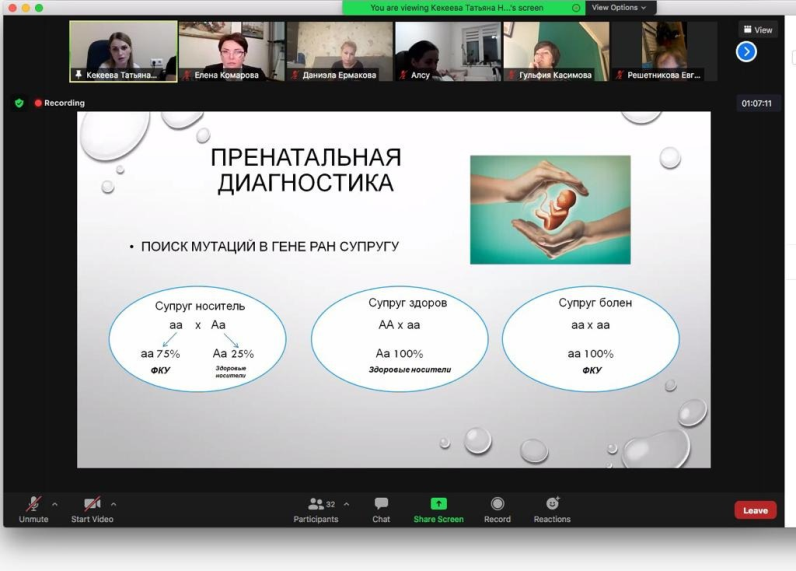 You are viewing Кекеева Татьяна Н...'s screen
View Options
View
Кекеева Татьяна...
Елена Комарова
Даниэла Ермакова
Алсу
Гульфия Касимова
Решетникова Евг...
Recording
01:07:11
ПРЕНАТАЛЬНАЯ
ДИАГНОСТИКА
• ПОИСК МУТАЦИЙ В ГЕНЕ PAH СУПРУГУ
Супруг носитель
аа х Аа
аа 75% Аа 25%
ФКУ Здоровые
носители
Супруг здоров
АА х аа
Аа 100%
Здоровые носители
Супруг болен
аа х аа
аа 100%
ФКУ
Unmute
Start Video
32
Participants
Chat
Share Screen
Record
Reactions
Leave